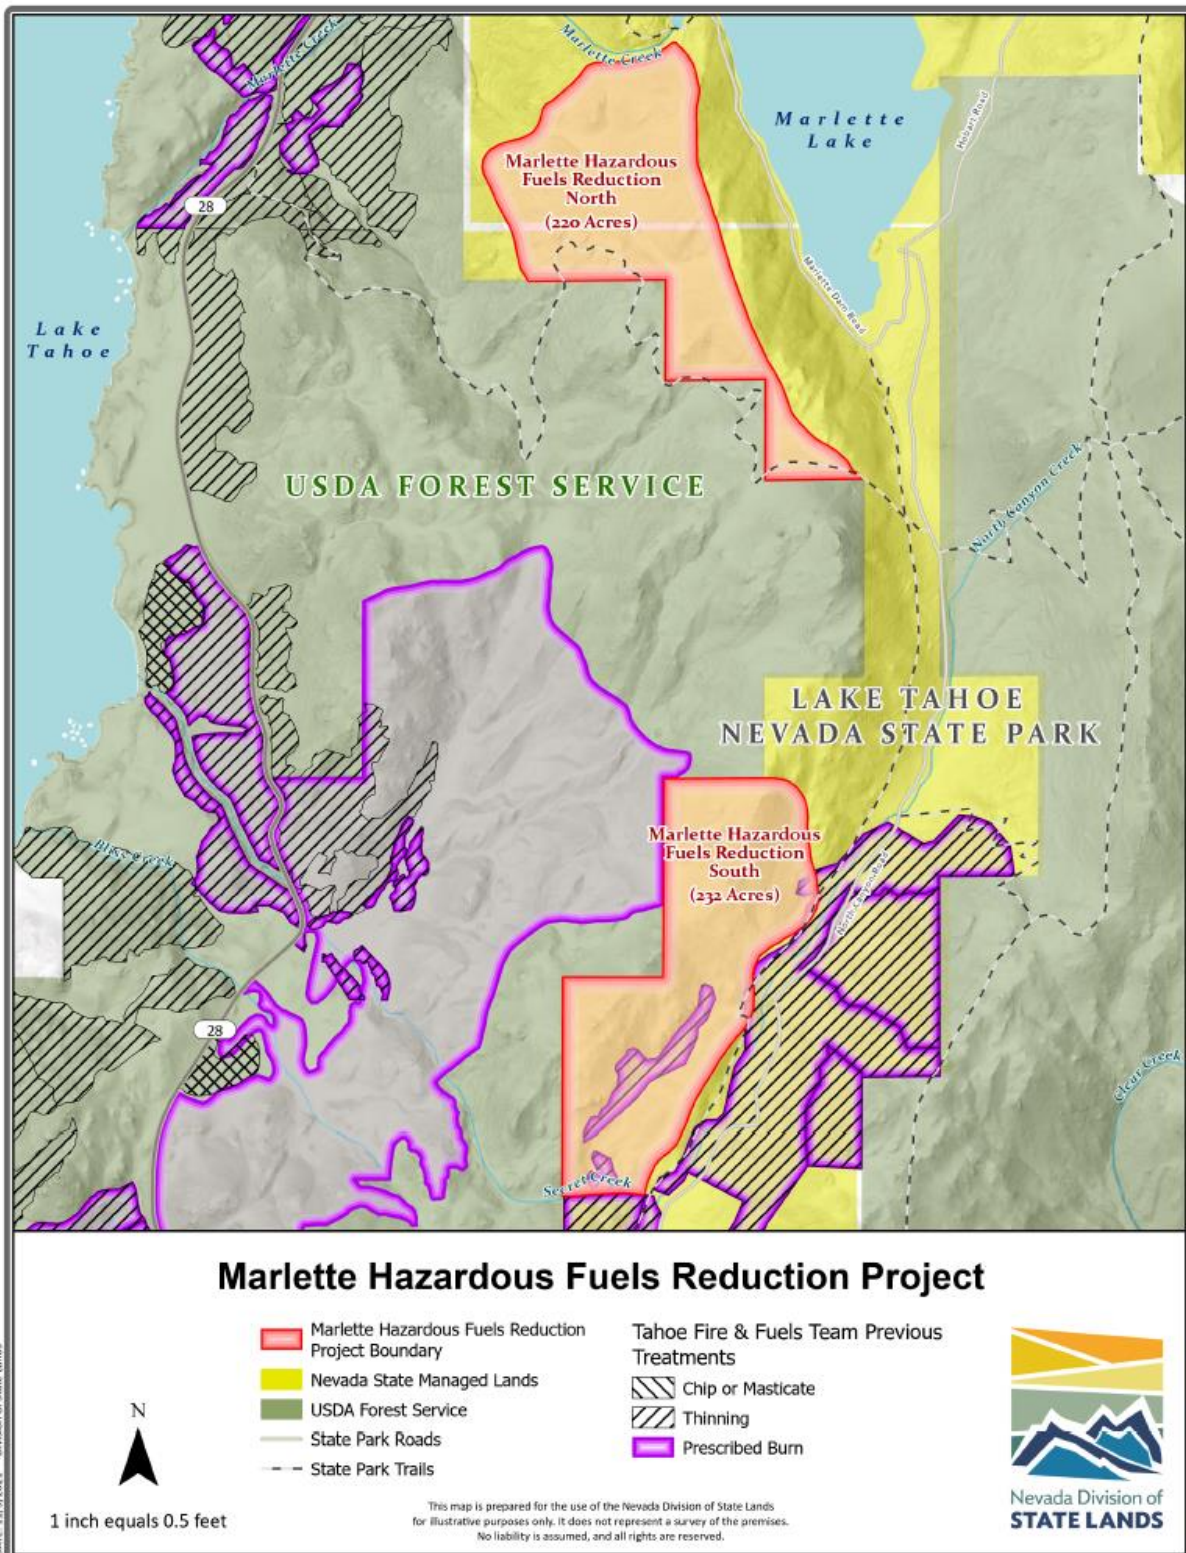 Marlette Creek
Marlette Creek
Marlette
Lake
Hobart Road
Marlette Hazardous
Fuels Reduction
North
(220 Acres)
28
Lake
Tahoe
Marlette Dam Road
USDA FOREST SERVICE
North Canyon Creek
LAKE TAHOE
NEVADA STATE PARK
Marlette Hazardous
Fuels Reduction
South
(232 Acres)
Bliss Creek
North Canyon Road
28
Clear Creek
Secret Creek
Marlette Hazardous Fuels Reduction Project
Marlette Hazardous Fuels Reduction
Project Boundary
Nevada State Managed Lands
USDA Forest Service
State Park Roads
State Park Trails
Tahoe Fire & Fuels Team Previous
Treatments
Chip or Masticate
Thinning
Prescribed Burn
N
1 inch equals 0.5 feet
This map is prepared for the use of the Nevada Division of State Lands
for illustrative purposes only. It does not represent a survey of the premises.
No liability is assumed, and all rights are reserved.
Nevada Division of
STATE LANDS